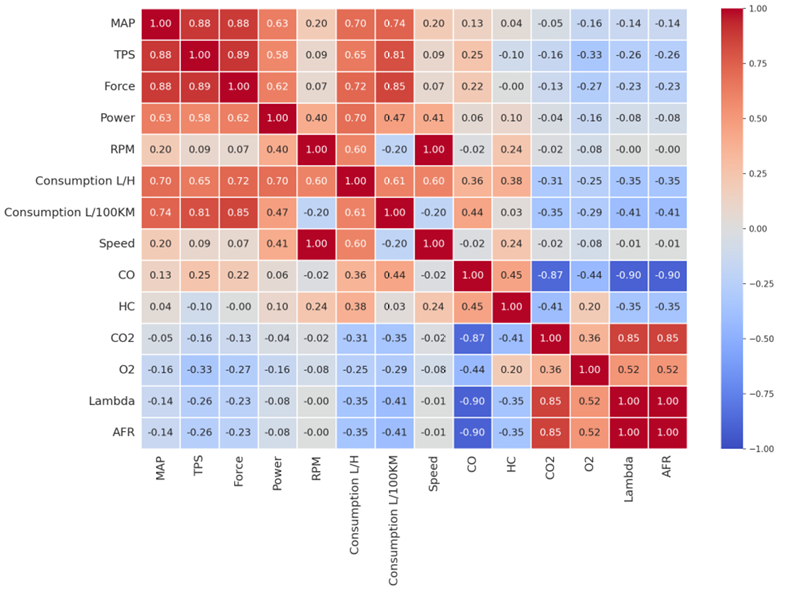 MAP 1.00 0.88 0.88 0.63 0.20 0.70 0.74 0.20 0.13 0.04 -0.05 -0.16 -0.14 -0.14
TPS 0.88 1.00 0.89 0.58 0.09 0.65 0.81 0.09 0.25 -0.10 -0.16 -0.33 -0.26 -0.26
Force 0.88 0.89 1.00 0.62 0.07 0.72 0.85 0.07 0.22 -0.00 -0.13 -0.27 -0.23 -0.23
Power 0.63 0.58 0.62 1.00 0.40 0.70 0.47 0.41 0.06 0.10 -0.04 -0.16 -0.08 -0.08
RPM 0.20 0.09 0.07 0.40 1.00 0.60 -0.20 1.00 -0.02 0.24 -0.02 -0.08 -0.00 -0.00
Consumption L/H 0.70 0.65 0.72 0.70 0.60 1.00 0.61 0.60 0.36 0.38 -0.31 -0.25 -0.35 -0.35
Consumption L/100KM 0.74 0.81 0.85 0.47 -0.20 0.61 1.00 -0.20 0.44 0.03 -0.35 -0.29 -0.41 -0.41
Speed 0.20 0.09 0.07 0.41 1.00 0.60 -0.20 1.00 -0.02 0.24 -0.02 -0.08 -0.01 -0.01
CO 0.13 0.25 0.22 0.06 -0.02 0.36 0.44 -0.02 1.00 0.45 -0.87 -0.44 -0.90 -0.90
HC 0.04 -0.10 -0.00 0.10 0.24 0.38 0.03 0.24 0.45 1.00 -0.41 0.20 -0.35 -0.35
CO2 -0.05 -0.16 -0.13 -0.04 -0.02 -0.31 -0.35 -0.02 -0.87 -0.41 1.00 0.36 0.85 0.85
O2 -0.16 -0.33 -0.27 -0.16 -0.08 -0.25 -0.29 -0.08 -0.44 0.20 0.36 1.00 0.52 0.52
Lambda -0.14 -0.26 -0.23 -0.08 -0.00 -0.35 -0.41 -0.01 -0.90 -0.35 0.85 0.52 1.00 1.00
AFR -0.14 -0.26 -0.23 -0.08 -0.00 -0.35 -0.41 -0.01 -0.90 -0.35 0.85 0.52 1.00 1.00
MAP
TPS
Force
Power
RPM
Consumption L/H
Consumption L/100KM
Speed
CO
HC
CO2
O2
Lambda
AFR
1.00
0.75
0.50
0.25
0.00
−0.25
−0.50
−0.75
−1.00